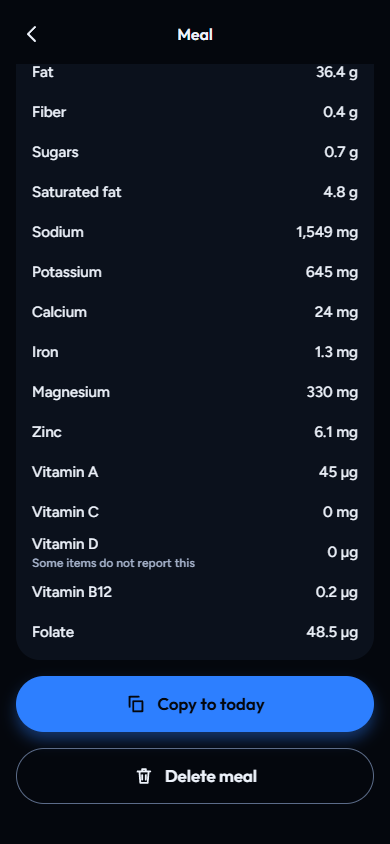 Meal
Fat 36.4 g
Fiber 0.4 g
Sugars 0.7 g
Saturated fat 4.8 g
Sodium 1,549 mg
Potassium 645 mg
Calcium 24 mg
Iron 1.3 mg
Magnesium 330 mg
Zinc 6.1 mg
Vitamin A 45 µg
Vitamin C 0 mg
Vitamin D 0 µg
Some items do not report this
Vitamin B12 0.2 µg
Folate 48.5 µg
Copy to today
Delete meal